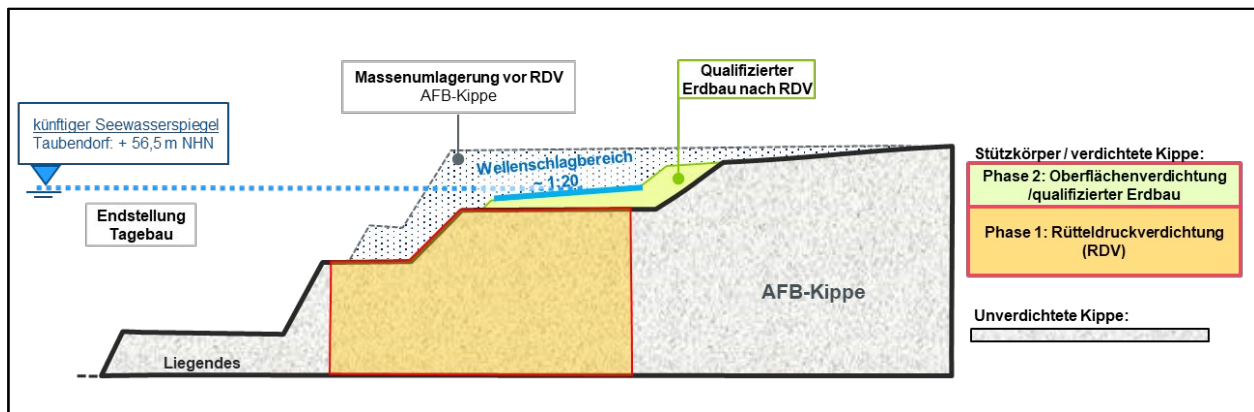 Massenumlagerung vor RDV
AFB-Kippe
Qualifizierter
Erdbau nach RDV
künftiger Seewasserspiegel
Taubendorf: + 56,5 m NHN
Wellenschlagbereich
~ 1:20
Endstellung
Tagebau
AFB-Kippe
Liegendes
Stützkörper / verdichtete Kippe:
Phase 2: Oberflächenverdichtung
/qualifizierter Erdbau
Phase 1: Rütteldruckverdichtung
(RDV)
Unverdichtete Kippe: